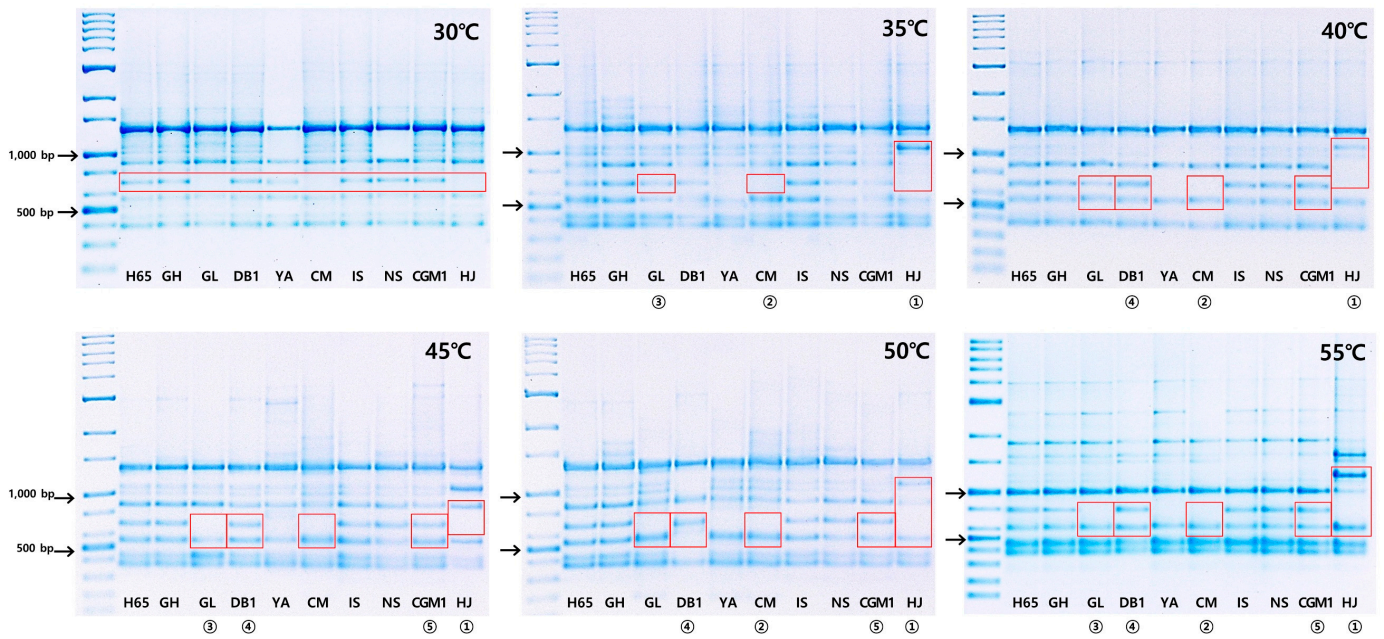 30℃
1,000 bp
500 bp
H65 GH GL DB1 YA CM IS NS CGM1 HJ
35℃
H65 GH GL DB1 YA CM IS NS CGM1 HJ
③ ② ①
40℃
H65 GH GL DB1 YA CM IS NS CGM1 HJ
④ ② ①
45℃
1,000 bp
500 bp
H65 GH GL DB1 YA CM IS NS CGM1 HJ
③ ④ ⑤ ①
50℃
H65 GH GL DB1 YA CM IS NS CGM1 HJ
④ ② ⑤ ①
55℃
H65 GH GL DB1 YA CM IS NS CGM1 HJ
③ ④ ② ⑤ ①